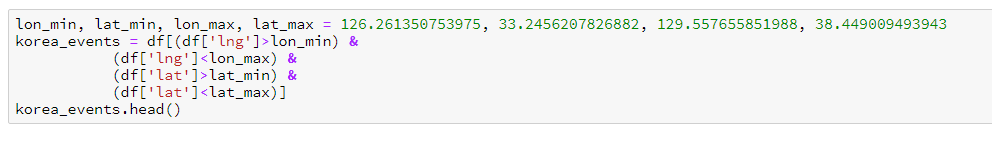 lon_min, lat_min, lon_max, lat_max = 126.261350753975, 33.2456207826882, 129.557655851988, 38.449009493943
korea_events = df[(df['lng']>lon_min) &
(df['lng']<lon_max) &
(df['lat']>lat_min) &
(df['lat']<lat_max)]
korea_events.head()